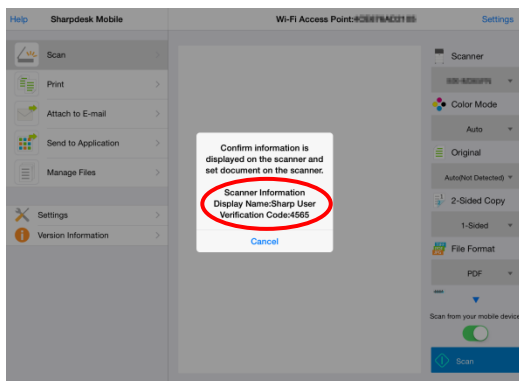 Help
Sharpdesk Mobile
Wi-Fi Access Point:
Settings
Scan
Print
Attach to E-mail
Send to Application
Manage Files
Settings
Version Information
Confirm information is
displayed on the scanner and
set document on the scanner.
Scanner Information
Display Name:Sharp User
Verification Code:4565
Cancel
Scanner
Color Mode
Auto
Original
Auto(Not Detected)
2-Sided Copy
1-Sided
File Format
PDF
Scan from your mobile device
Scan